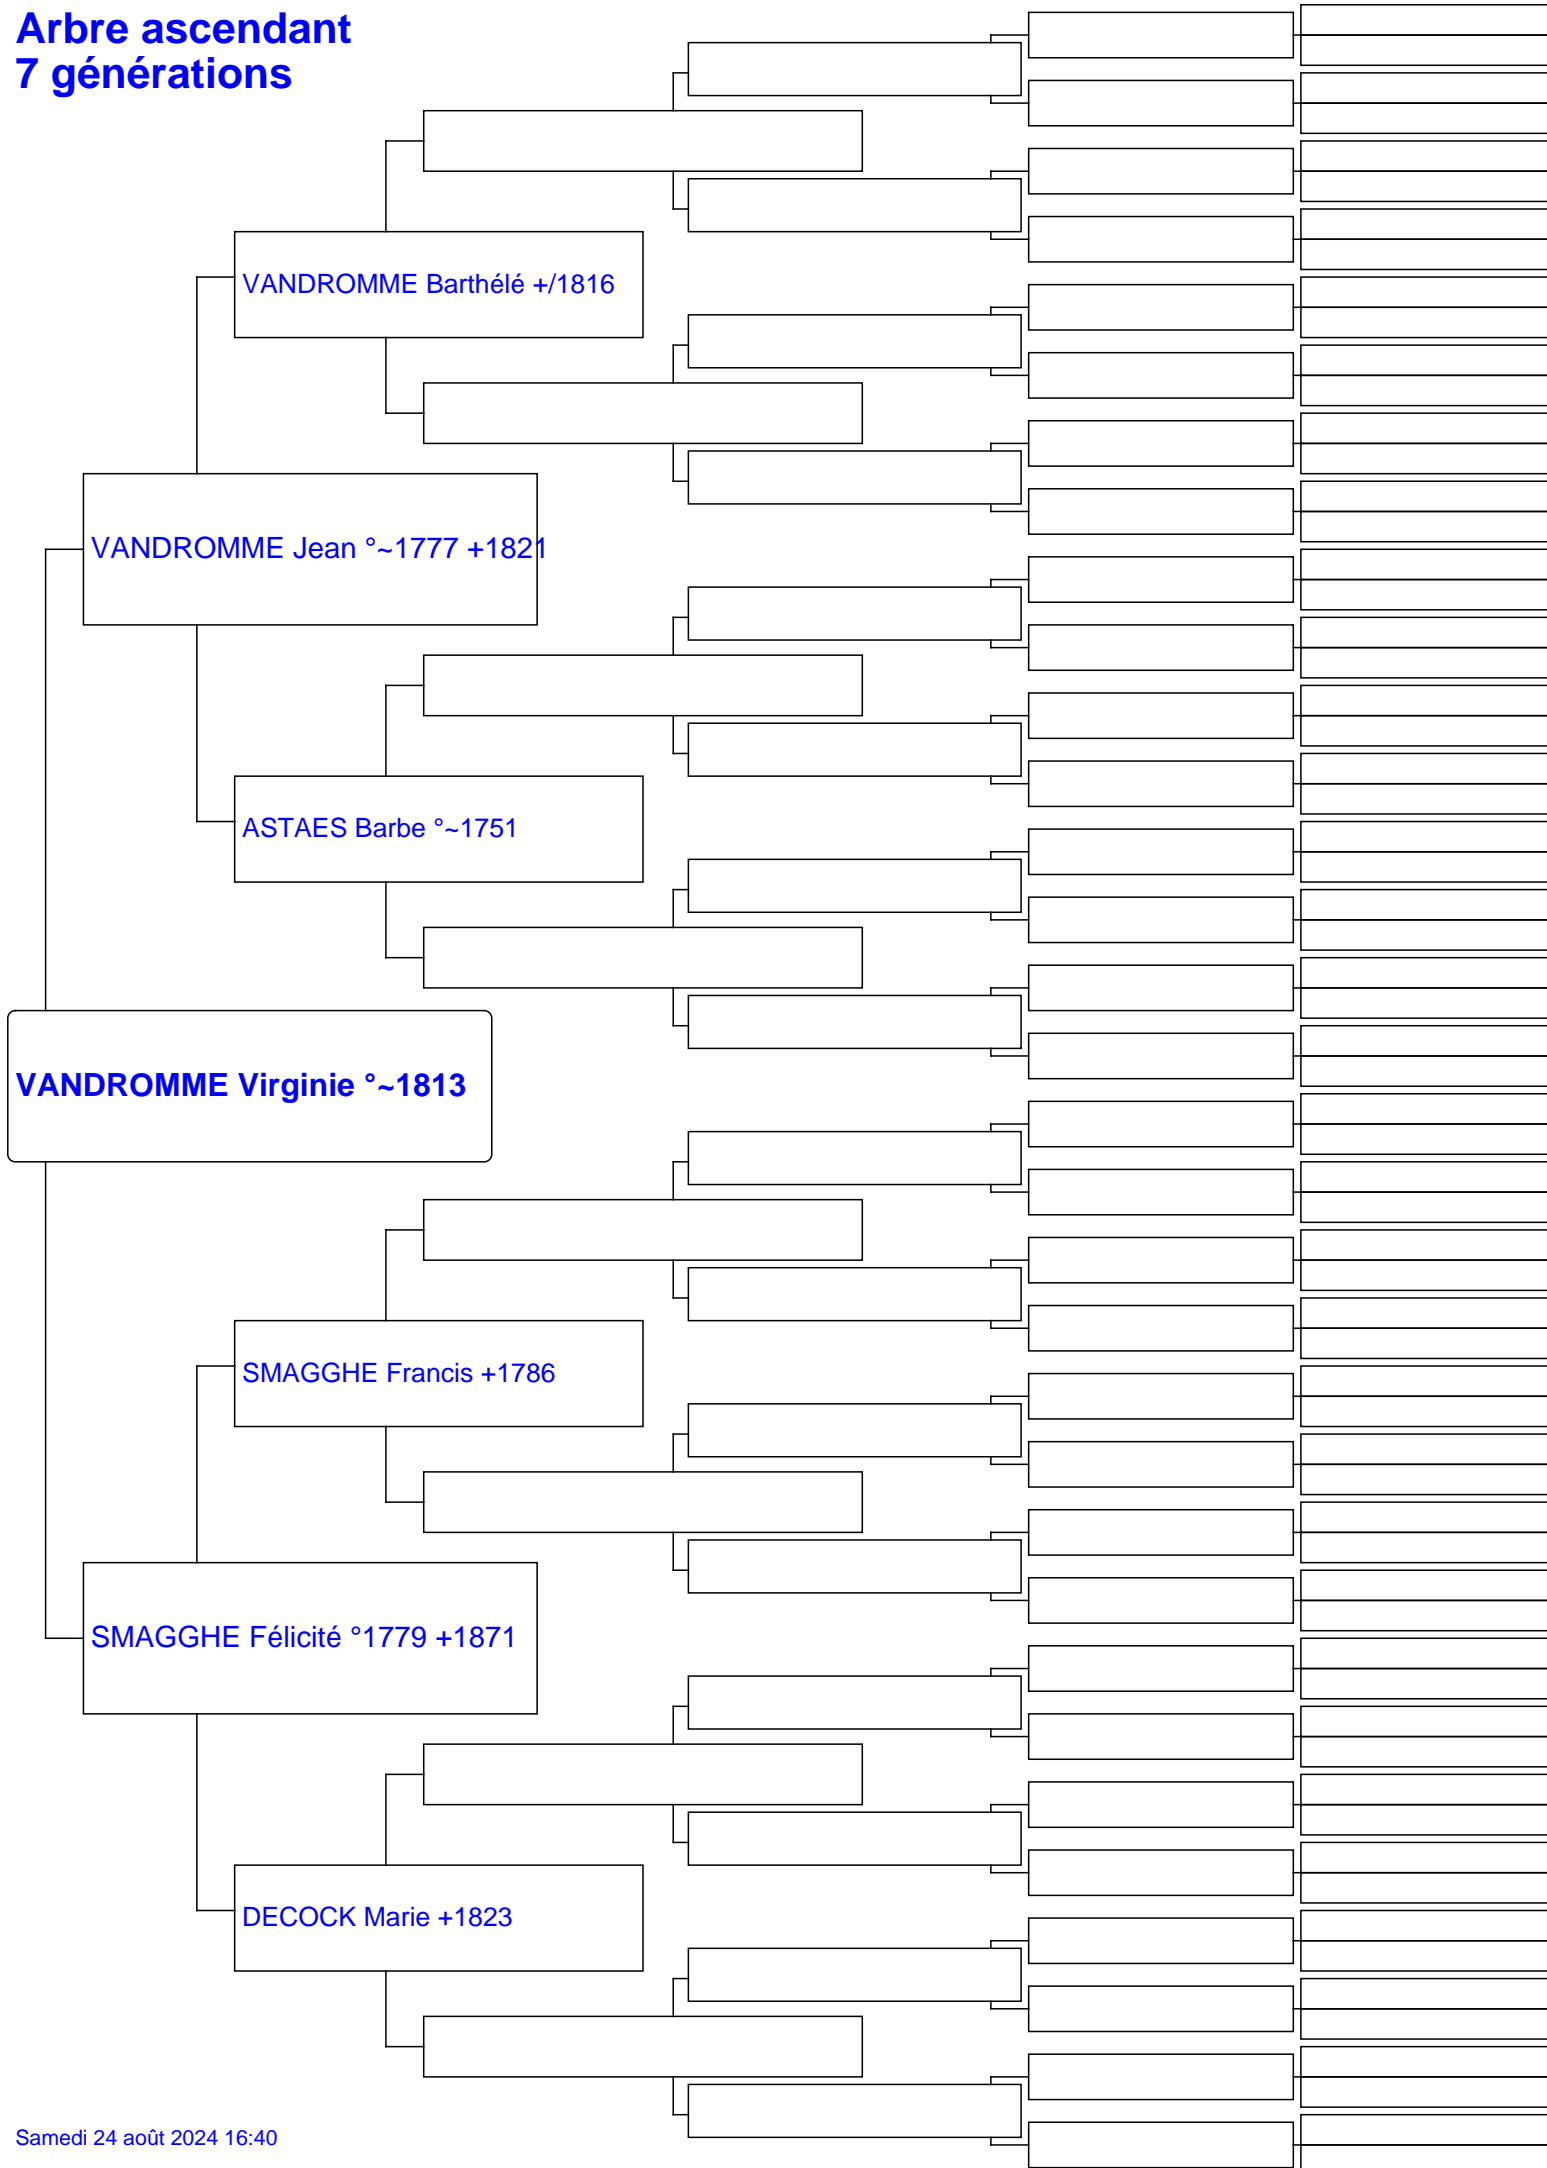 Arbre ascendant
7 générations
VANDROMME Barthélé +/1816
VANDROMME Jean °~1777 +1821
ASTAES Barbe °~1751
VANDROMME Virginie °~1813
SMAGGHE Francis +1786
SMAGGHE Félicité °1779 +1871
DECOCK Marie +1823
Samedi 24 août 2024 16:40